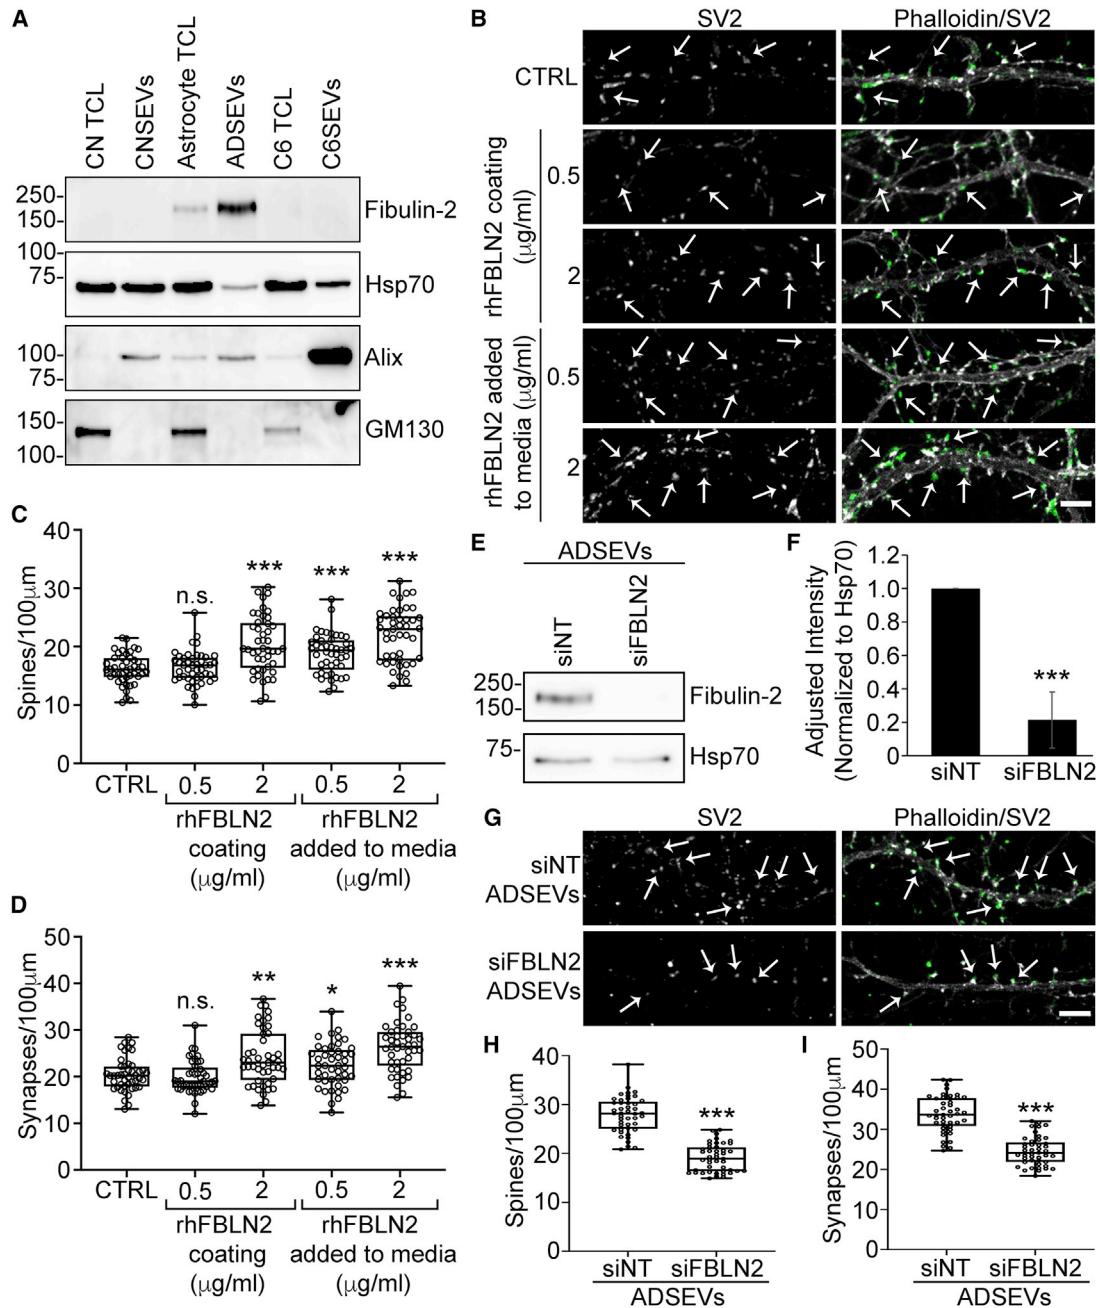 A
CN TCL
CNSEVs
Astrocyte TCL
ADSEVs
C6 TCL
C6SEVs
250-
150-
Fibulin-2
100-
75-
Hsp70
100-
75-
Alix
150-
100-
GM130
B
SV2
Phalloidin/SV2
CTRL
rhFBLN2 coating
(μg/ml)
0.5
2
rhFBLN2 added
to media (μg/ml)
0.5
2
C
Spines/100μm
40
30
20
10
0
n.s.
***
***
***
CTRL
0.5
2
0.5
2
rhFBLN2
coating
(μg/ml)
rhFBLN2
added to media
(μg/ml)
D
Synapses/100μm
50
40
30
20
10
0
n.s.
**
*
***
CTRL
0.5
2
0.5
2
rhFBLN2
coating
(μg/ml)
rhFBLN2
added to media
(μg/ml)
E
ADSEVs
siNT
siFBLN2
250-
150-
Fibulin-2
75-
Hsp70
F
Adjusted Intensity
(Normalized to Hsp70)
1.2
1.0
0.8
0.6
0.4
0.2
0
***
siNT
siFBLN2
G
SV2
Phalloidin/SV2
siNT
ADSEVs
siFBLN2
ADSEVs
H
Spines/100μm
40
30
20
10
0
***
siNT
siFBLN2
ADSEVs
I
Synapses/100μm
50
40
30
20
10
0
***
siNT
siFBLN2
ADSEVs